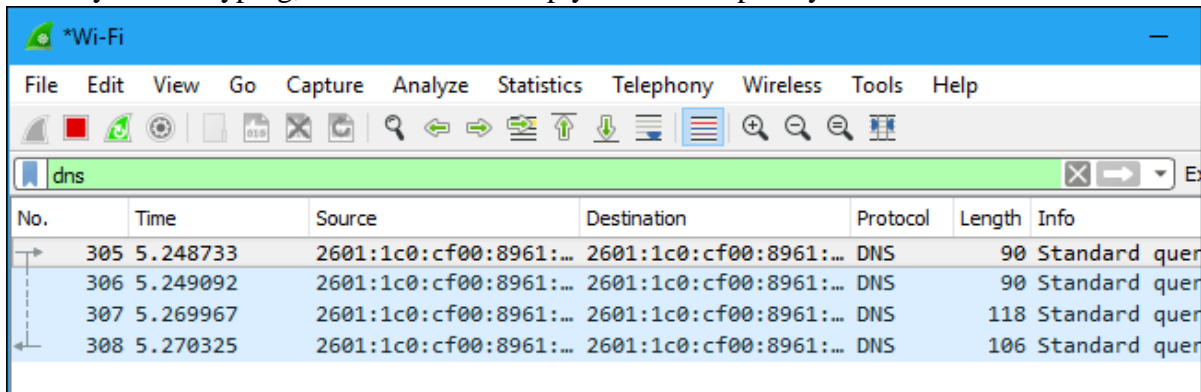 *Wi-Fi
File Edit View Go Capture Analyze Statistics Telephony Wireless Tools Help
dns
No. Time Source Destination Protocol Length Info
305 5.248733 2601:1c0:cf00:8961:… 2601:1c0:cf00:8961:… DNS 90 Standard quer
306 5.249092 2601:1c0:cf00:8961:… 2601:1c0:cf00:8961:… DNS 90 Standard quer
307 5.269967 2601:1c0:cf00:8961:… 2601:1c0:cf00:8961:… DNS 118 Standard quer
308 5.270325 2601:1c0:cf00:8961:… 2601:1c0:cf00:8961:… DNS 106 Standard quer